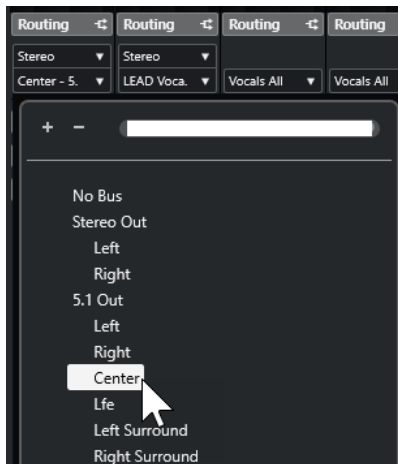 Routing Routing Routing Routing
Stereo Stereo
Center - 5. LEAD Voca. Vocals All Vocals All
+ −
No Bus
Stereo Out
Left
Right
5.1 Out
Left
Right
Center
Lfe
Left Surround
Right Surround